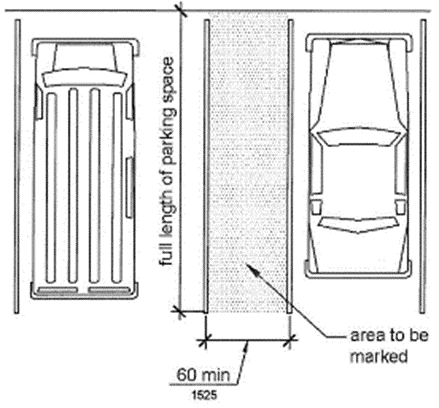 full length of parking space
area to be
marked
60 min
1525